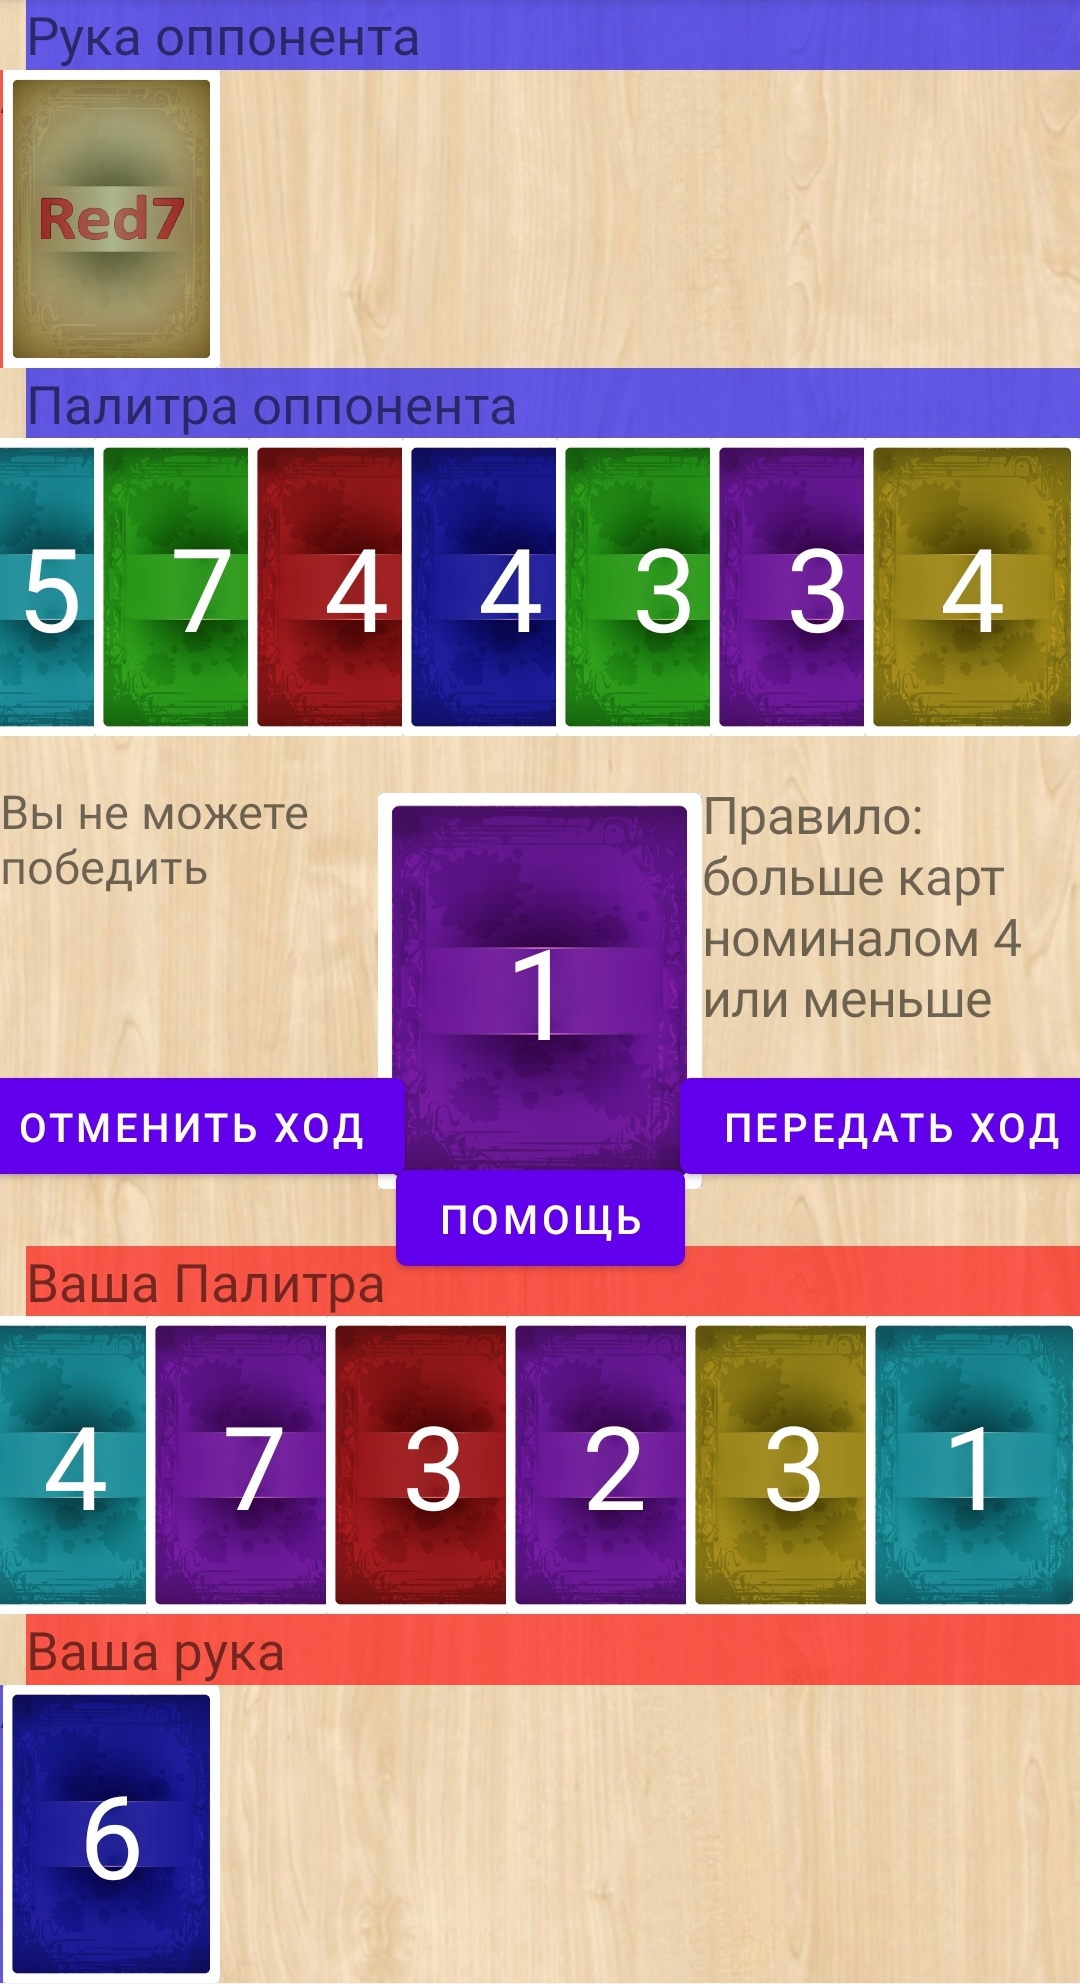 Рука оппонента
Red7
Палитра оппонента
5 7 4 4 3 3 4
Вы не можете
победить
1
Правило:
больше карт
номиналом 4
или меньше
ОТМЕНИТЬ ХОД
ПЕРЕДАТЬ ХОД
ПОМОЩЬ
Ваша Палитра
4 7 3 2 3 1
Ваша рука
6